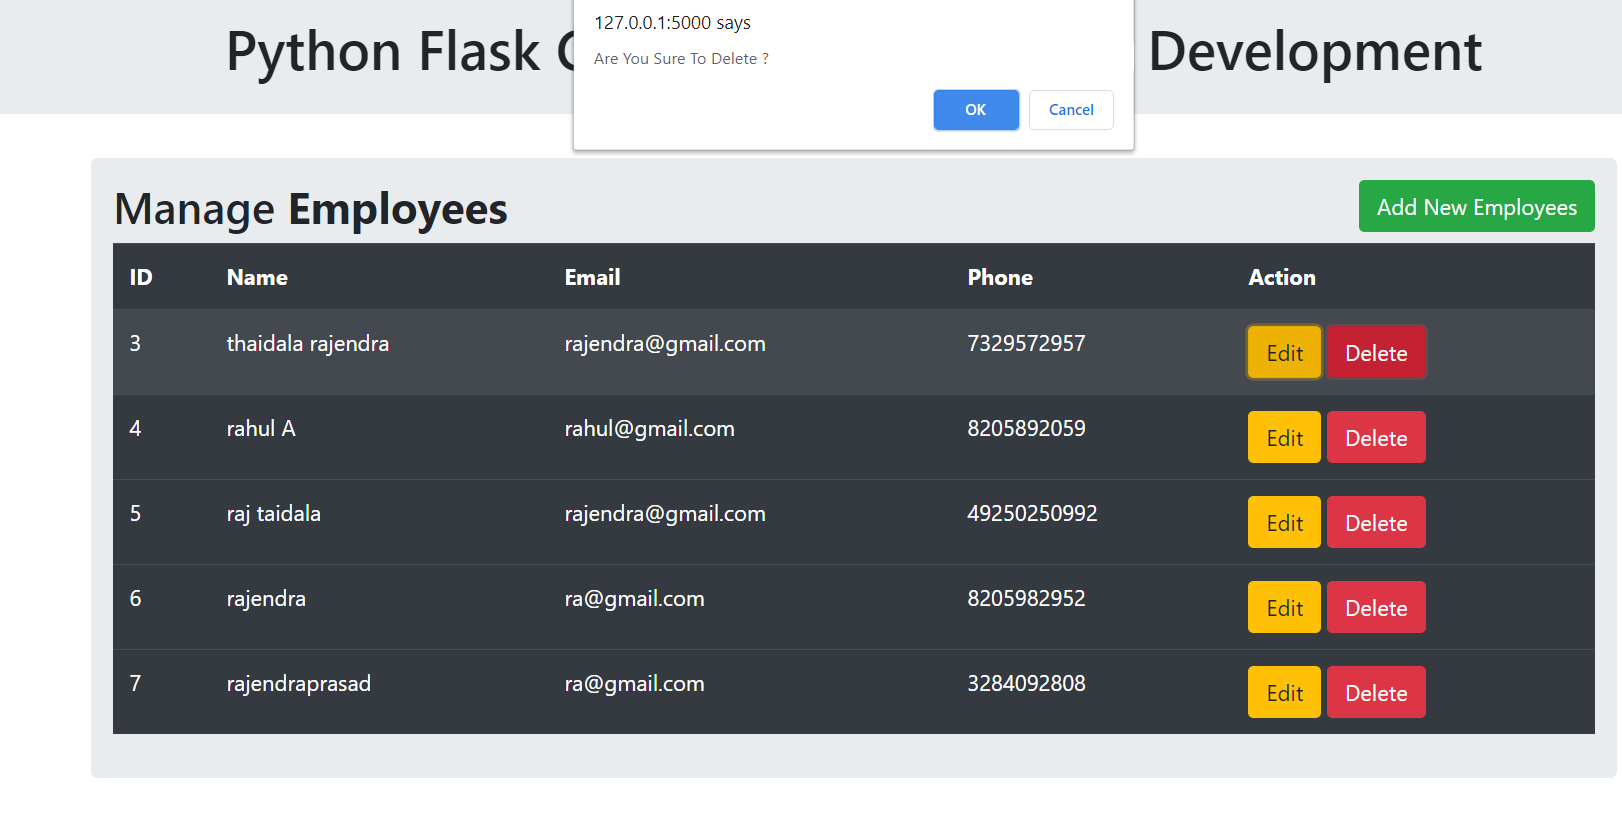 127.0.0.1:5000 says
Are You Sure To Delete ?
OK Cancel
Python Flask Development
Manage Employees
Add New Employees
ID Name Email Phone Action
3 thaidala rajendra rajendra@gmail.com 7329572957 Edit Delete
4 rahul A rahul@gmail.com 8205892059 Edit Delete
5 raj taidala rajendra@gmail.com 49250250992 Edit Delete
6 rajendra ra@gmail.com 8205982952 Edit Delete
7 rajendraprasad ra@gmail.com 3284092808 Edit Delete